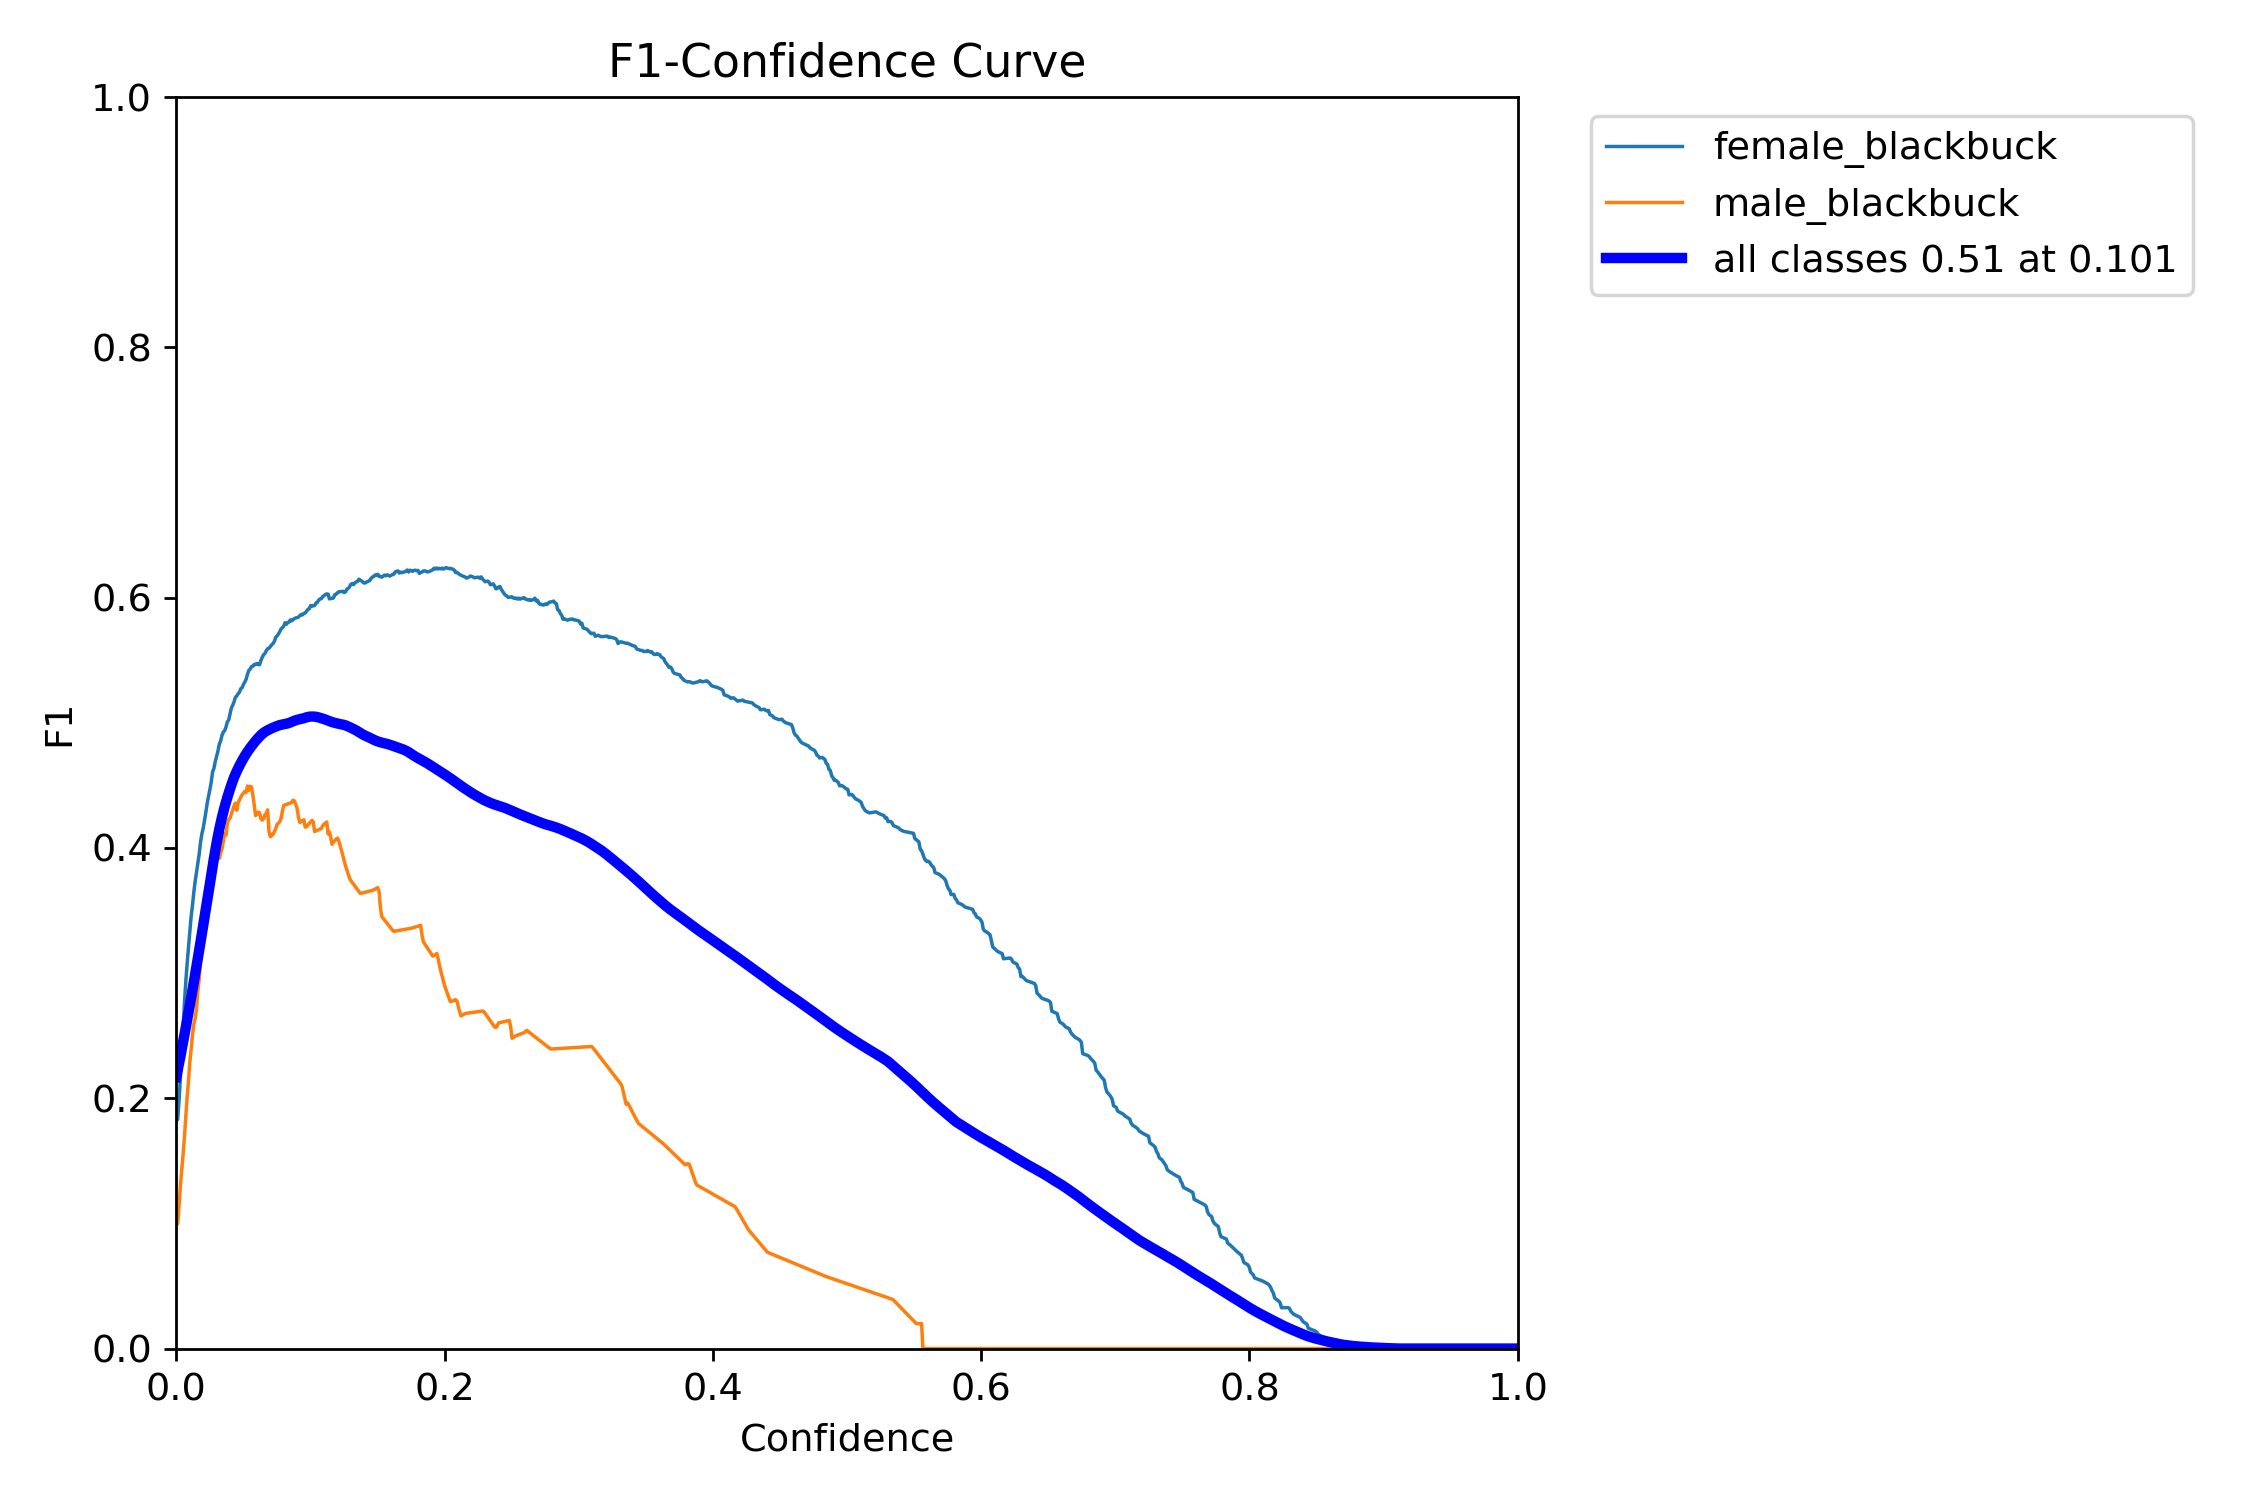 F1-Confidence Curve
1.0
0.8
0.6
0.4
0.2
0.0
F1
0.0 0.2 0.4 0.6 0.8 1.0
Confidence
female_blackbuck
male_blackbuck
all classes 0.51 at 0.101